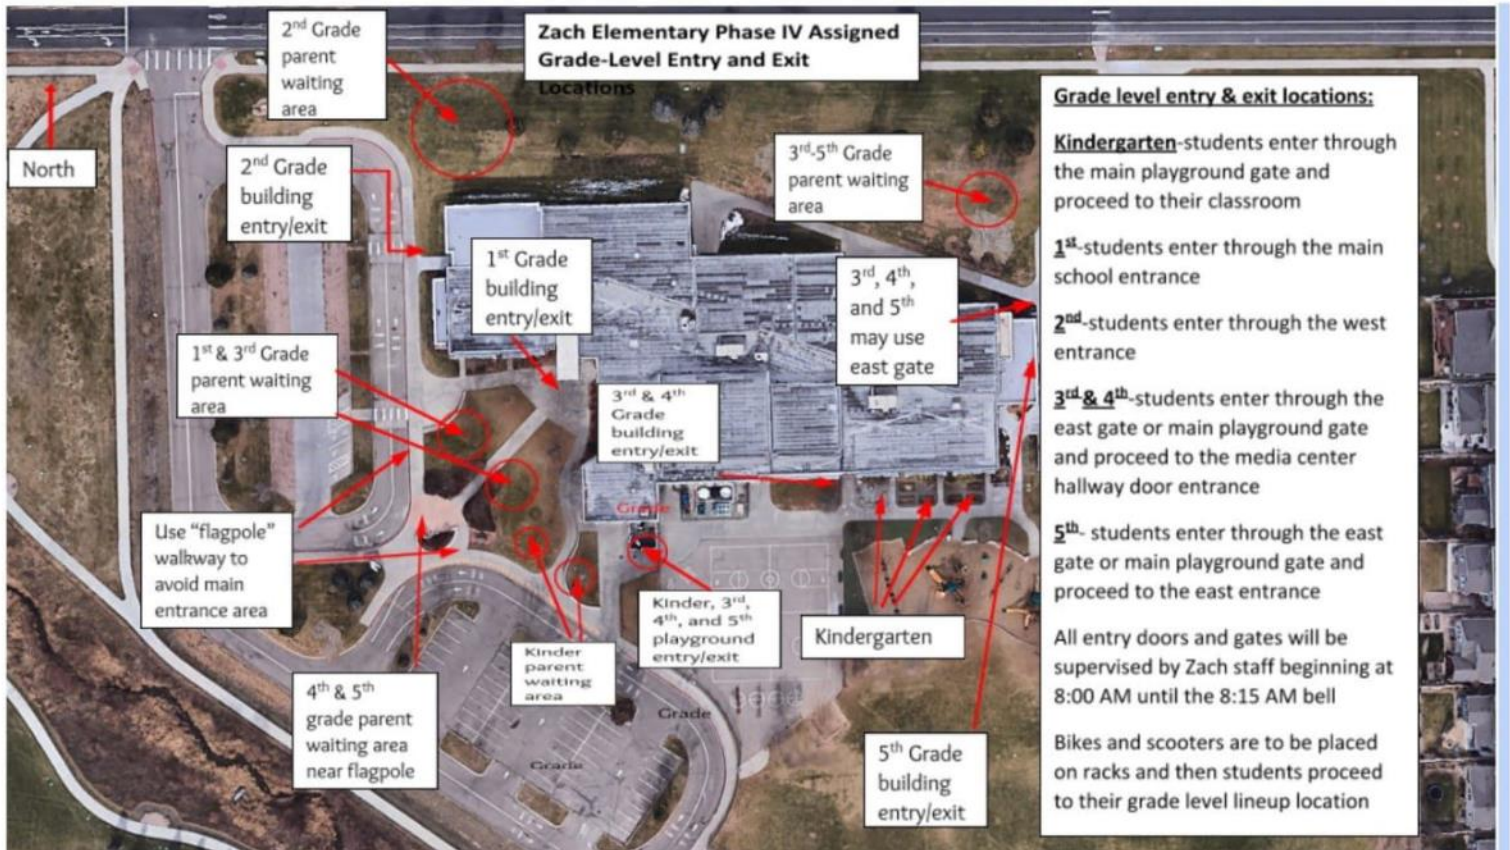 Zach Elementary Phase IV Assigned
Grade-Level Entry and Exit
Locations
2nd Grade
parent
waiting
area
North
2nd Grade
building
entry/exit
3rd-5th Grade
parent waiting
area
1st Grade
building
entry/exit
3rd, 4th,
and 5th
may use
east gate
1st & 3rd Grade
parent waiting
area
3rd & 4th
Grade
building
entry/exit
Grade
Use “flagpole”
walkway to
avoid main
entrance area
Kinder, 3rd,
4th, and 5th
playground
entry/exit
Kindergarten
Kinder
parent
waiting
area
4th & 5th
grade parent
waiting area
near flagpole
Grade
Grade
5th Grade
building
entry/exit
Grade level entry & exit locations:
Kindergarten-students enter through
the main playground gate and
proceed to their classroom
1st-students enter through the main
school entrance
2nd-students enter through the west
entrance
3rd & 4th-students enter through the
east gate or main playground gate
and proceed to the media center
hallway door entrance
5th- students enter through the east
gate or main playground gate and
proceed to the east entrance
All entry doors and gates will be
supervised by Zach staff beginning at
8:00 AM until the 8:15 AM bell
Bikes and scooters are to be placed
on racks and then students proceed
to their grade level lineup location